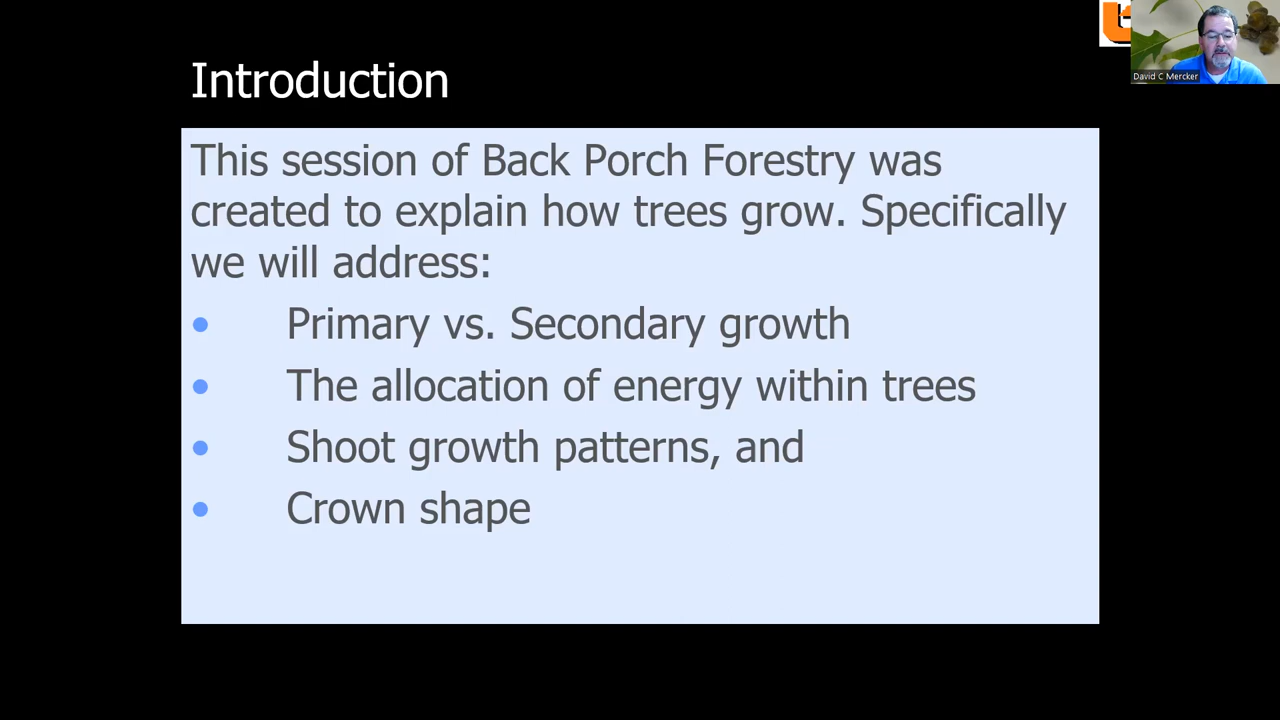 Introduction
This session of Back Porch Forestry was
created to explain how trees grow. Specifically
we will address:
• Primary vs. Secondary growth
• The allocation of energy within trees
• Shoot growth patterns, and
• Crown shape
David C Mercker